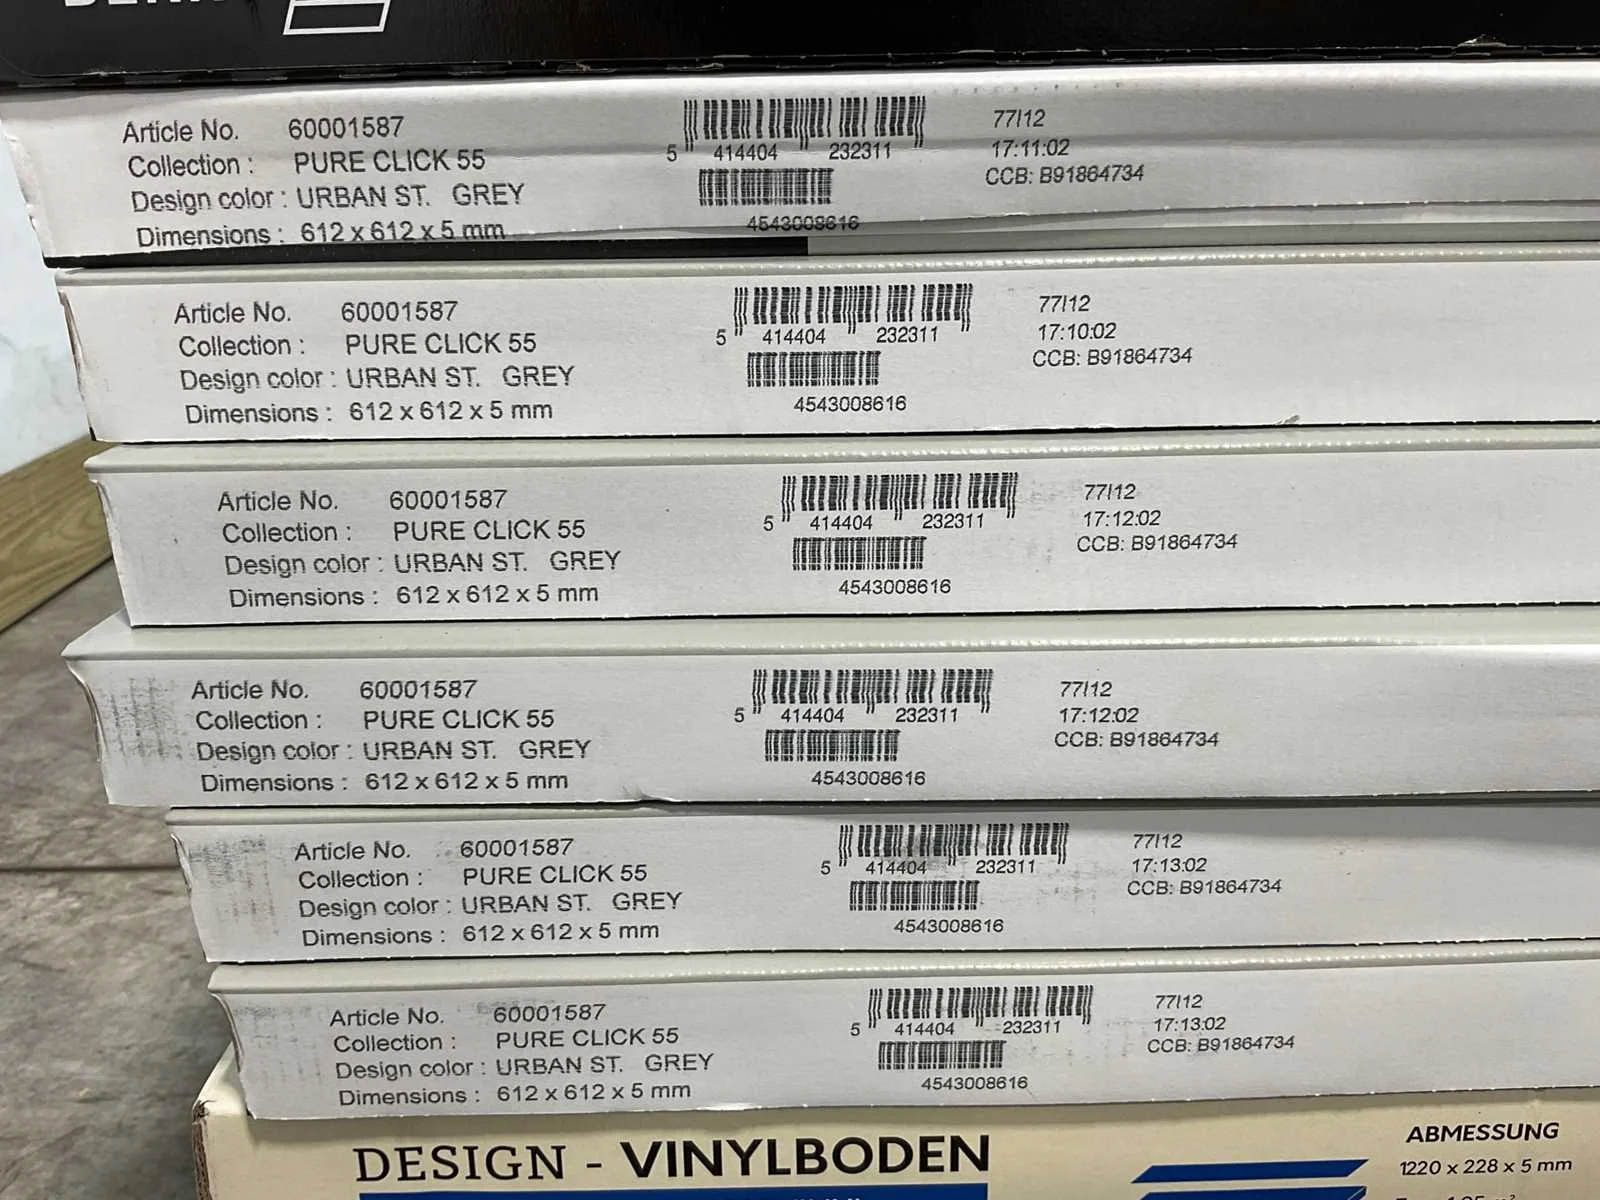 Article No. 60001587
Collection : PURE CLICK 55
Design color : URBAN ST. GREY
Dimensions : 612 x 612 x 5 mm
5 414404 232311
4543008616
77I12
17:11:02
CCB: B91864734
Article No. 60001587
Collection : PURE CLICK 55
Design color : URBAN ST. GREY
Dimensions : 612 x 612 x 5 mm
5 414404 232311
4543008616
77I12
17:10:02
CCB: B91864734
Article No. 60001587
Collection : PURE CLICK 55
Design color : URBAN ST. GREY
Dimensions : 612 x 612 x 5 mm
5 414404 232311
4543008616
77I12
17:12:02
CCB: B91864734
Article No. 60001587
Collection : PURE CLICK 55
Design color : URBAN ST. GREY
Dimensions : 612 x 612 x 5 mm
5 414404 232311
4543008616
77I12
17:12:02
CCB: B91864734
Article No. 60001587
Collection : PURE CLICK 55
Design color : URBAN ST. GREY
Dimensions : 612 x 612 x 5 mm
5 414404 232311
4543008616
77I12
17:13:02
CCB: B91864734
Article No. 60001587
Collection : PURE CLICK 55
Design color : URBAN ST. GREY
Dimensions : 612 x 612 x 5 mm
5 414404 232311
4543008616
77I12
17:13:02
CCB: B91864734
DESIGN - VINYLBODEN
ABMESSUNG
1220 x 228 x 5 mm